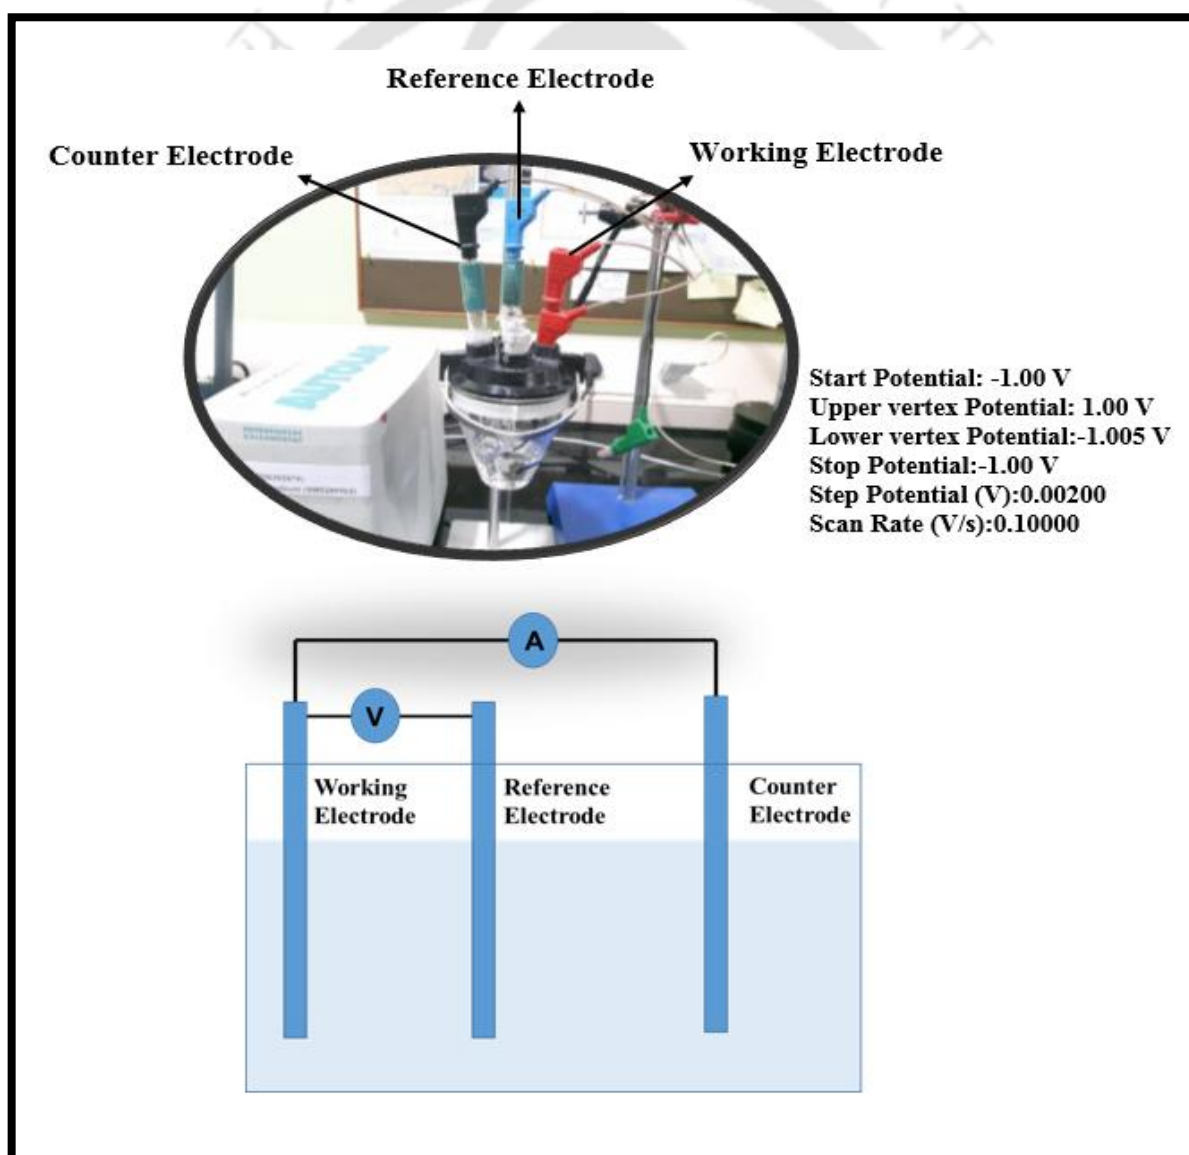 Reference Electrode
Counter Electrode
Working Electrode
AUTOLAB
Start Potential: -1.00 V
Upper vertex Potential: 1.00 V
Lower vertex Potential:-1.005 V
Stop Potential:-1.00 V
Step Potential (V):0.00200
Scan Rate (V/s):0.10000
A
V
Working
Electrode
Reference
Electrode
Counter
Electrode